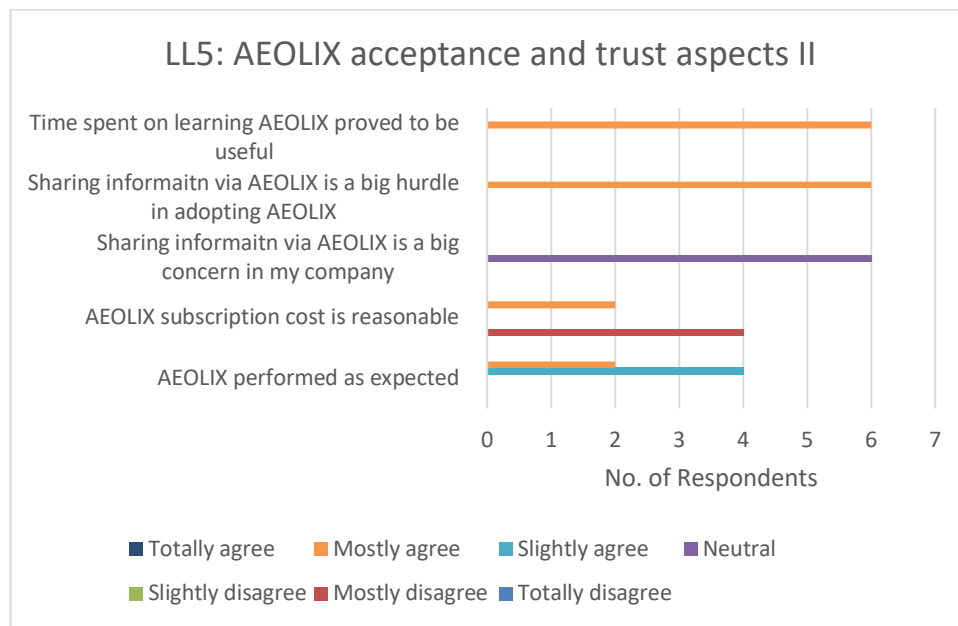 LL5: AEOLIX acceptance and trust aspects II
Time spent on learning AEOLIX proved to be
useful
Sharing informaitn via AEOLIX is a big hurdle
in adopting AEOLIX
Sharing informaitn via AEOLIX is a big
concern in my company
AEOLIX subscription cost is reasonable
AEOLIX performed as expected
0 1 2 3 4 5 6 7
No. of Respondents
Totally agree Mostly agree Slightly agree Neutral
Slightly disagree Mostly disagree Totally disagree